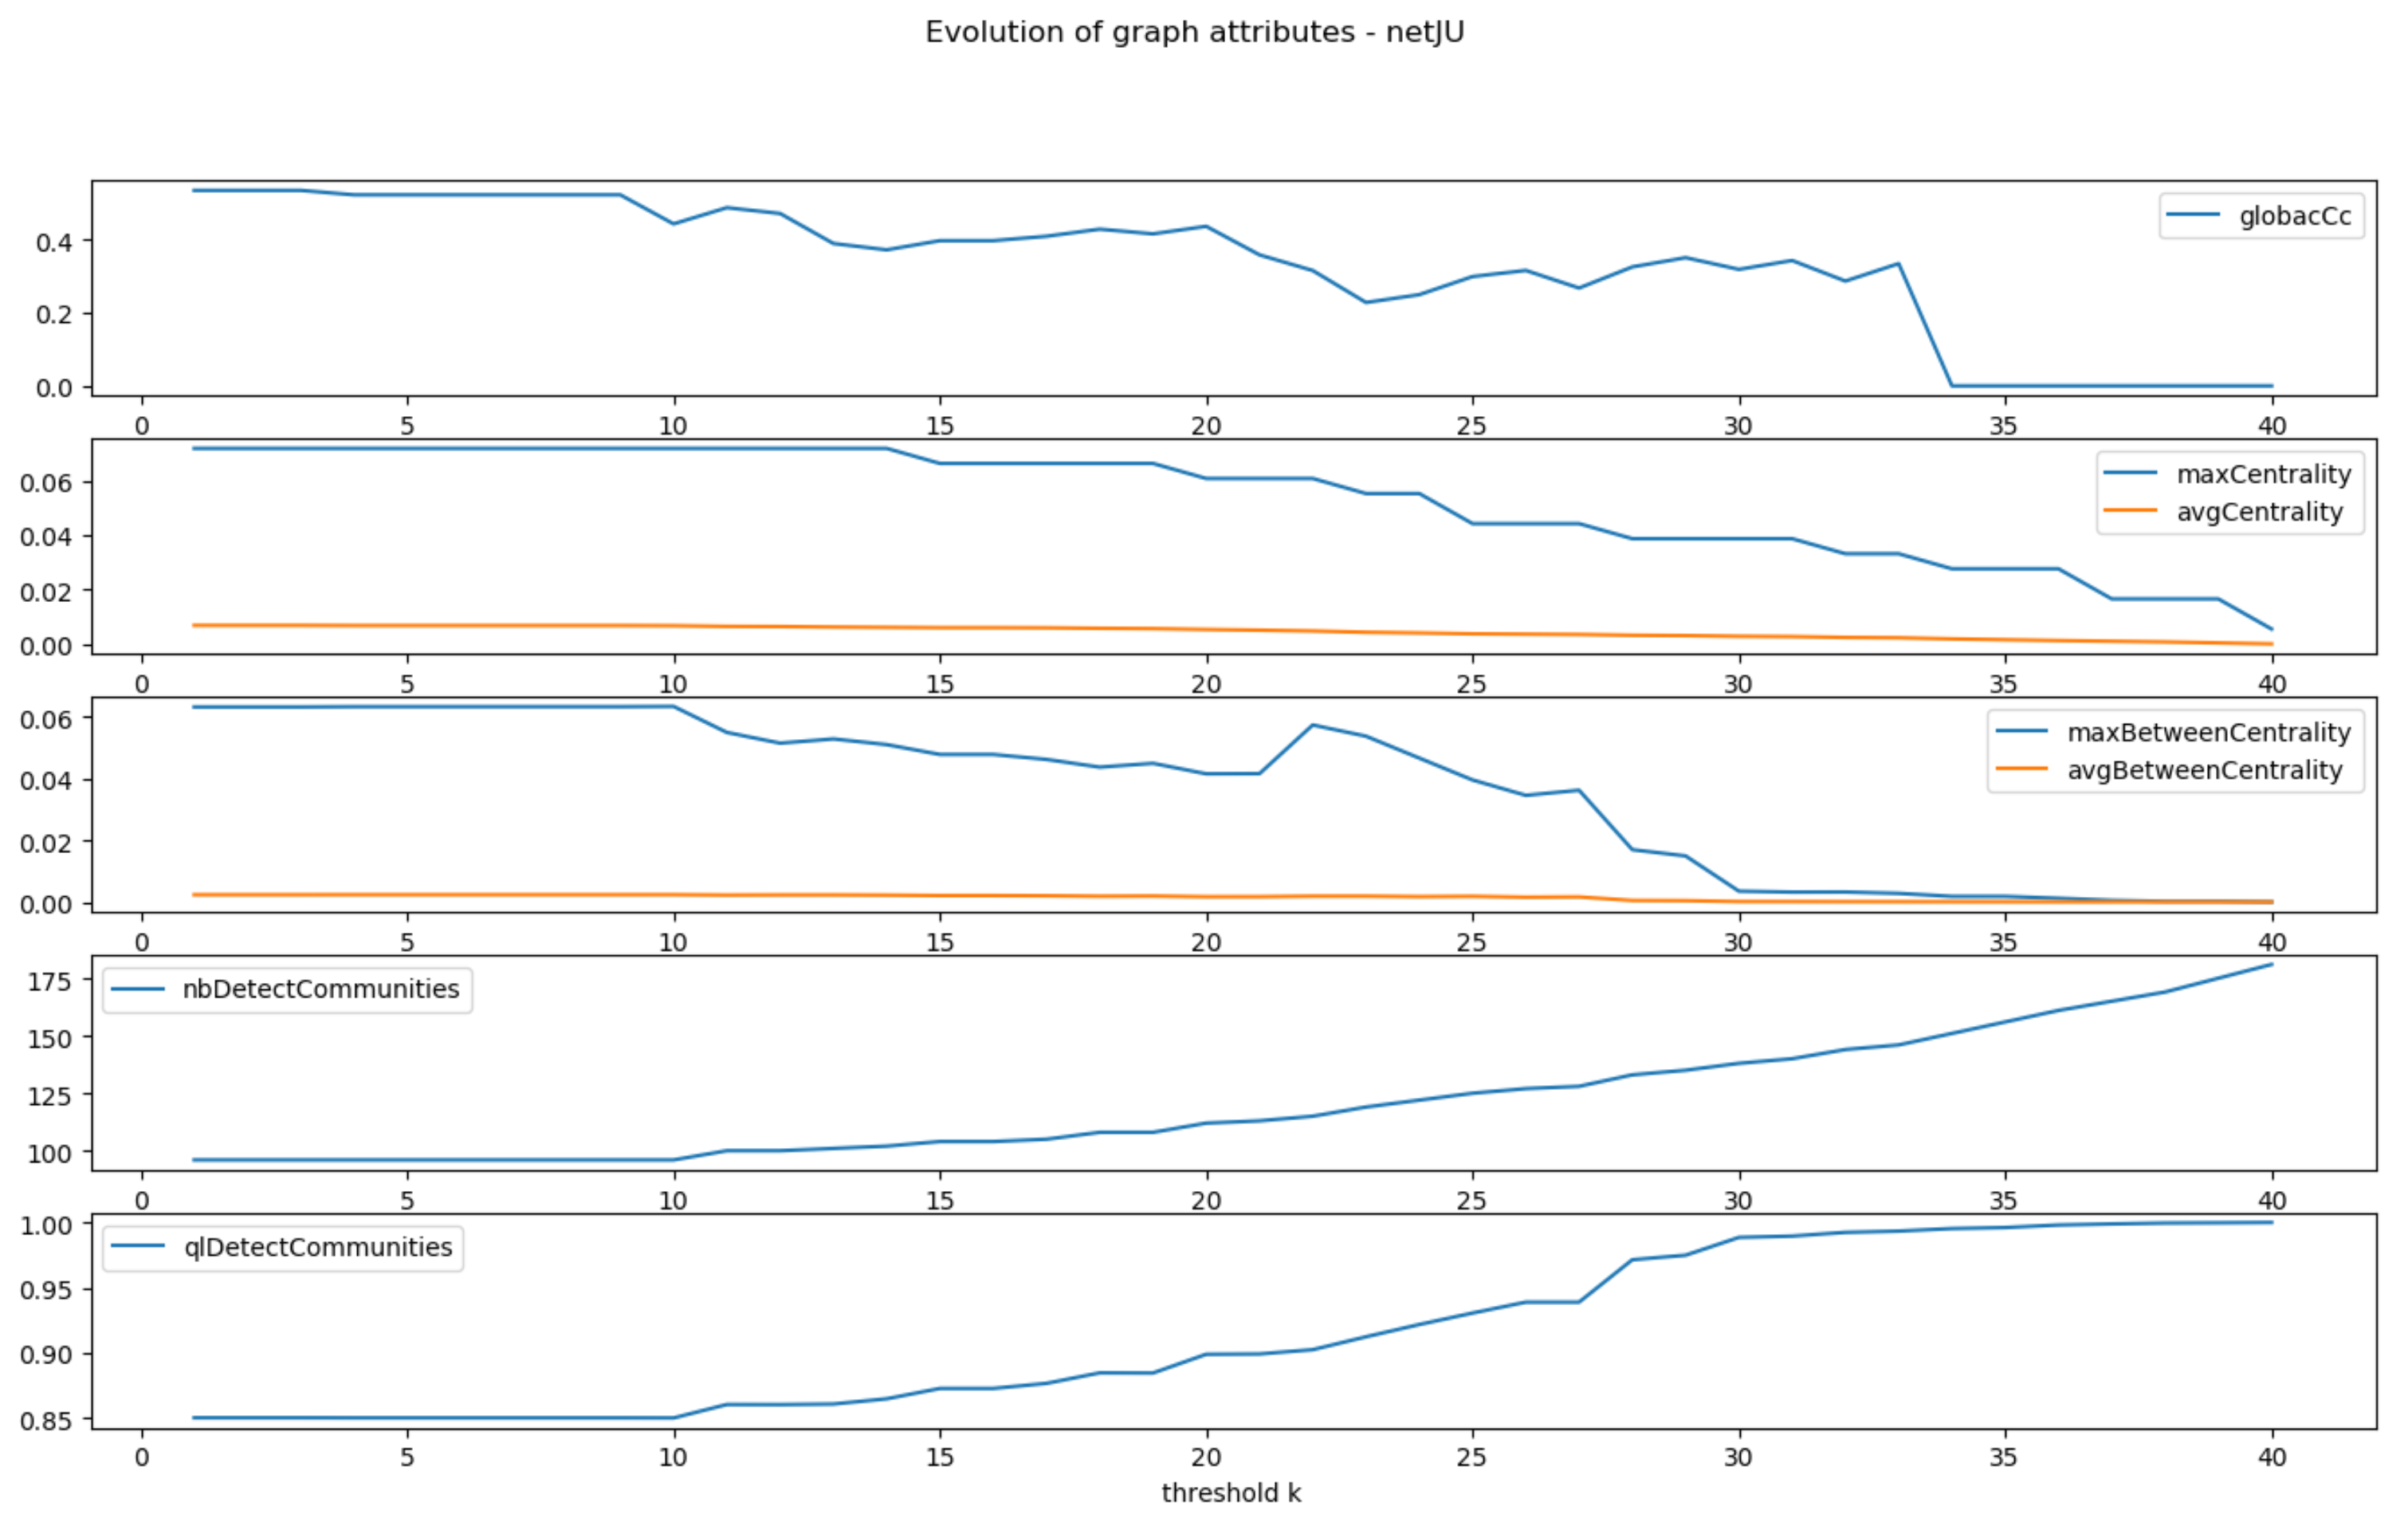 Evolution of graph attributes - netJU
globacCc
0.4
0.2
0.0
0 5 10 15 20 25 30 35 40
maxCentrality
avgCentrality
0.06
0.04
0.02
0.00
0 5 10 15 20 25 30 35 40
maxBetweenCentrality
avgBetweenCentrality
0.06
0.04
0.02
0.00
0 5 10 15 20 25 30 35 40
nbDetectCommunities
175
150
125
100
0 5 10 15 20 25 30 35 40
qlDetectCommunities
1.00
0.95
0.90
0.85
0 5 10 15 20 25 30 35 40
threshold k